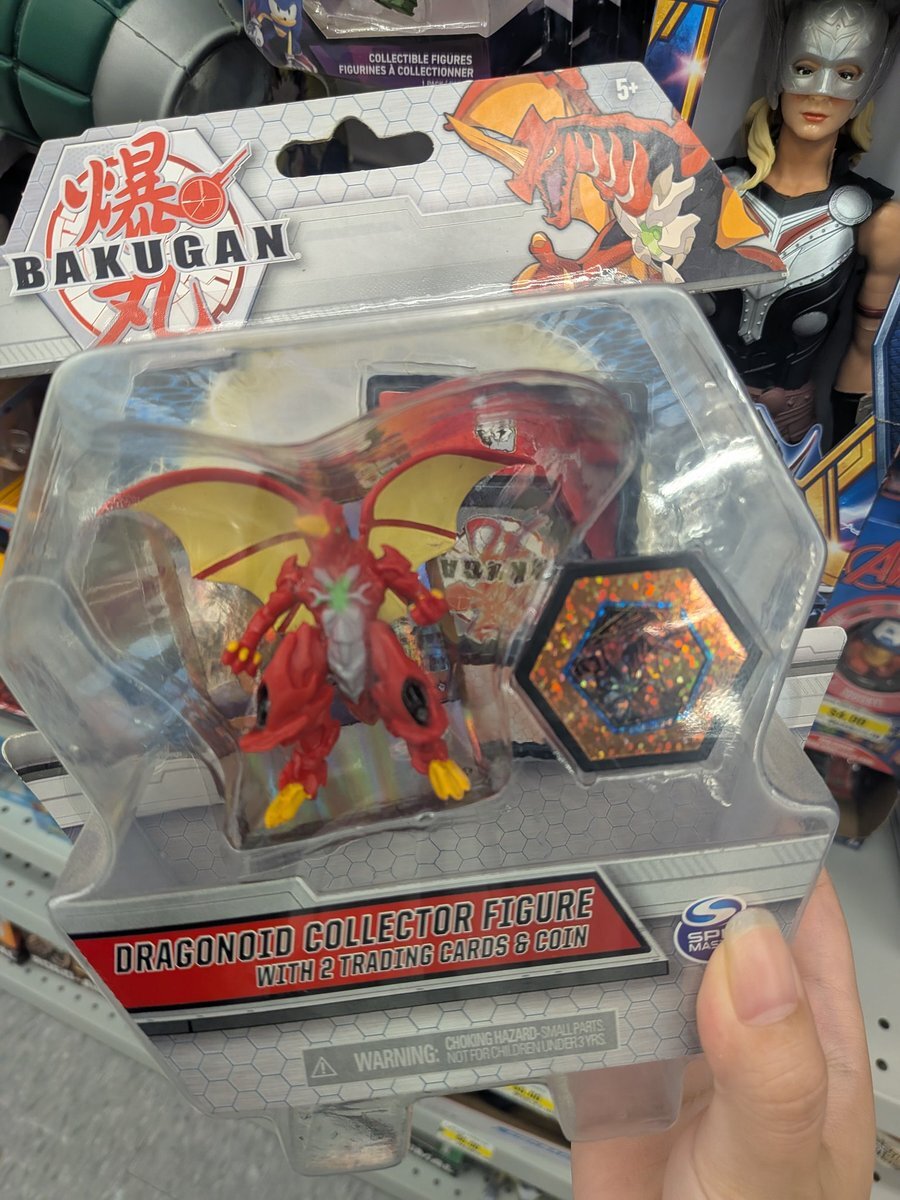 COLLECTIBLE FIGURES
FIGURINES À COLLECTIONNER
5+
爆
BAKUGAN
丸
DRAGONOID COLLECTOR FIGURE
WITH 2 TRADING CARDS & COIN
WARNING:
CHOKING HAZARD-SMALL PARTS.
NOT FOR CHILDREN UNDER 3 YRS.